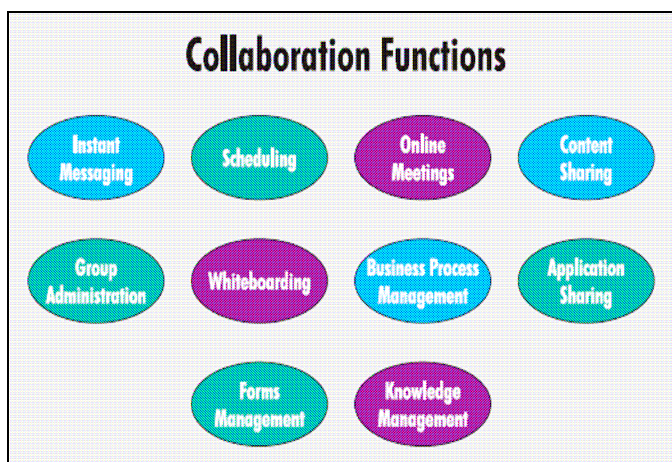 Collaboration Functions
Instant
Messaging
Scheduling
Online
Meetings
Content
Sharing
Group
Administration
Whiteboarding
Business Process
Management
Application
Sharing
Forms
Management
Knowledge
Management